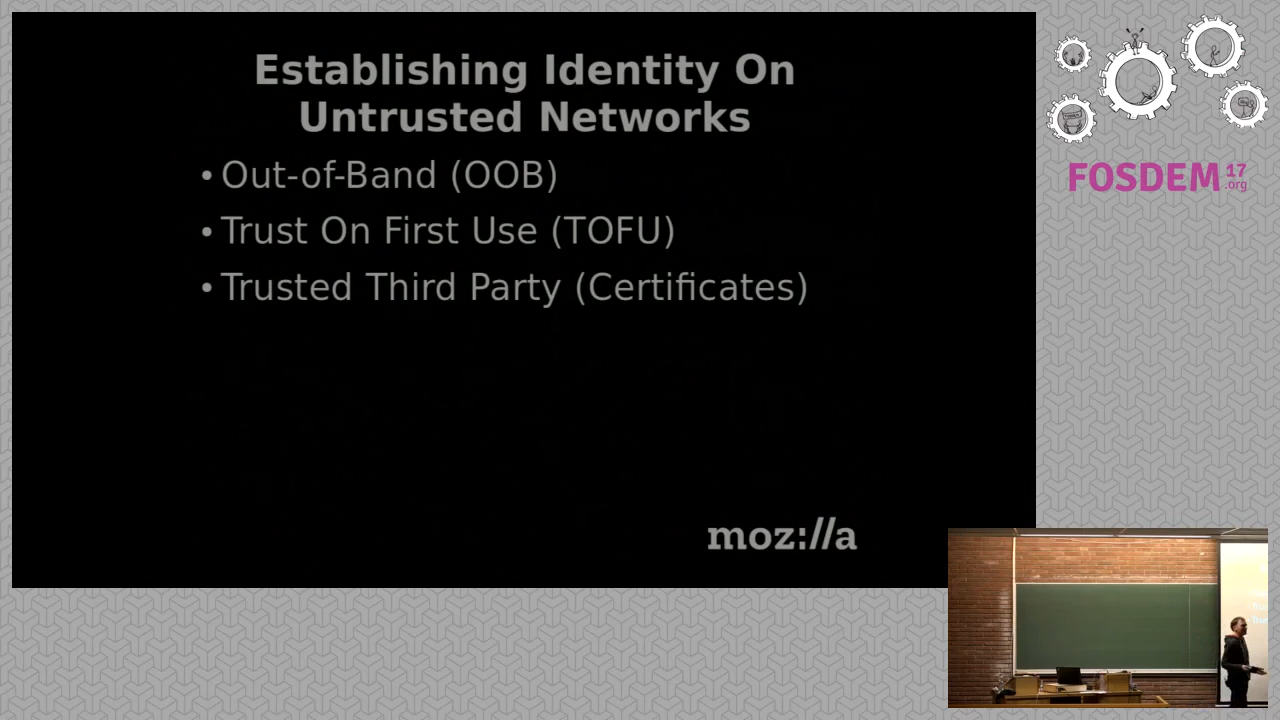 Establishing Identity On
Untrusted Networks
• Out-of-Band (OOB)
• Trust On First Use (TOFU)
• Trusted Third Party (Certificates)
moz://a
FOSDEM 17
.org